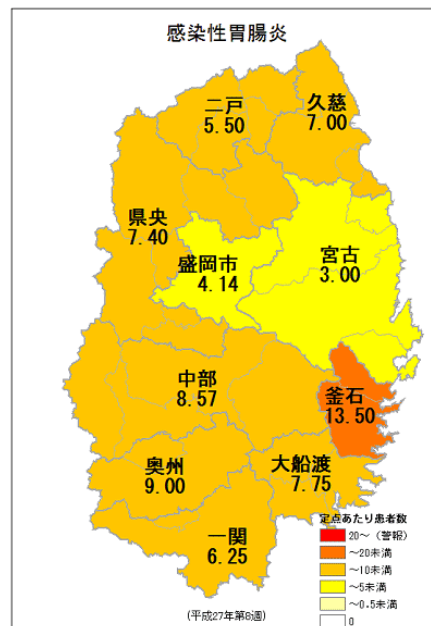 感染性胃腸炎
二戸
5.50
久慈
7.00
県央
7.40
盛岡市
4.14
宮古
3.00
中部
8.57
釜石
13.50
奥州
9.00
大船渡
7.75
一関
6.25
定点あたり患者数
20～（警報）
～20未満
～10未満
～5未満
～0.5未満
0
(平成27年第8週)